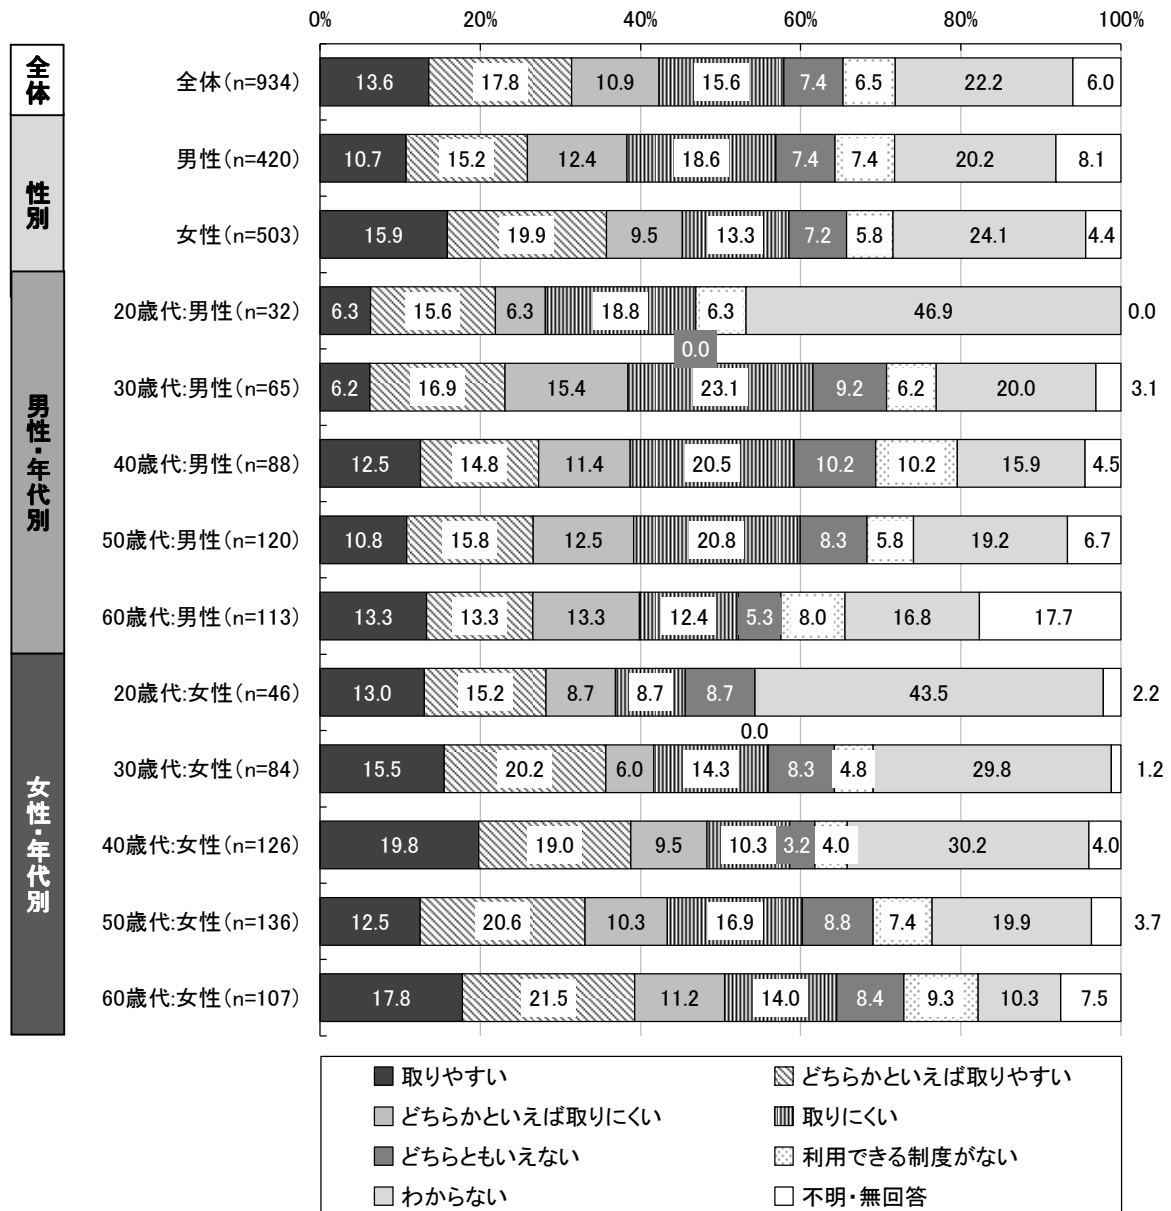 0% 20% 40% 60% 80% 100%
全体
全体(n=934) 13.6 17.8 10.9 15.6 7.4 6.5 22.2 6.0
性別
男性(n=420) 10.7 15.2 12.4 18.6 7.4 7.4 20.2 8.1
女性(n=503) 15.9 19.9 9.5 13.3 7.2 5.8 24.1 4.4
男性・年代別
20歳代:男性(n=32) 6.3 15.6 6.3 18.8 6.3 46.9 0.0
0.0
30歳代:男性(n=65) 6.2 16.9 15.4 23.1 9.2 6.2 20.0 3.1
40歳代:男性(n=88) 12.5 14.8 11.4 20.5 10.2 10.2 15.9 4.5
50歳代:男性(n=120) 10.8 15.8 12.5 20.8 8.3 5.8 19.2 6.7
60歳代:男性(n=113) 13.3 13.3 13.3 12.4 5.3 8.0 16.8 17.7
女性・年代別
20歳代:女性(n=46) 13.0 15.2 8.7 8.7 8.7 43.5 2.2
0.0
30歳代:女性(n=84) 15.5 20.2 6.0 14.3 8.3 4.8 29.8 1.2
40歳代:女性(n=126) 19.8 19.0 9.5 10.3 3.2 4.0 30.2 4.0
50歳代:女性(n=136) 12.5 20.6 10.3 16.9 8.8 7.4 19.9 3.7
60歳代:女性(n=107) 17.8 21.5 11.2 14.0 8.4 9.3 10.3 7.5
取りやすい どちらかといえば取りやすい
どちらかといえば取りにくい 取りにくい
どちらともいえない 利用できる制度がない
わからない 不明・無回答